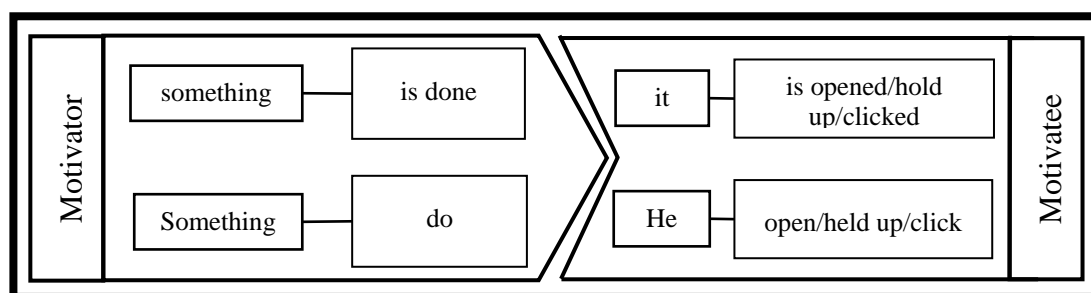 Motivator
something
is done
it
is opened/hold
up/clicked
Something
do
He
open/held up/click
Motivatee